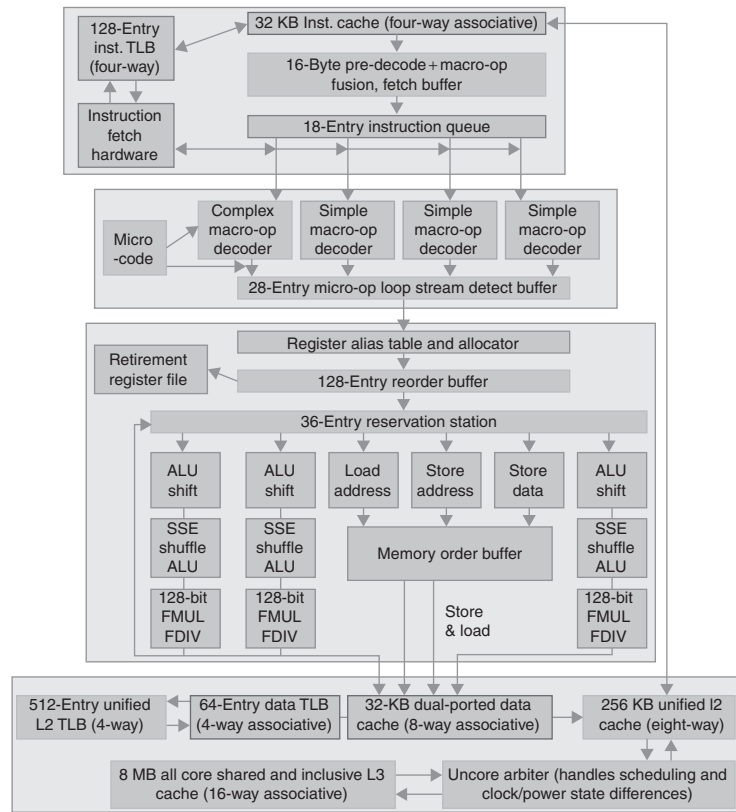 128-Entry
inst. TLB
(four-way)
32 KB Inst. cache (four-way associative)
16-Byte pre-decode+macro-op
fusion, fetch buffer
Instruction
fetch
hardware
18-Entry instruction queue
Micro
-code
Complex
macro-op
decoder
Simple
macro-op
decoder
Simple
macro-op
decoder
Simple
macro-op
decoder
28-Entry micro-op loop stream detect buffer
Register alias table and allocator
Retirement
register file
128-Entry reorder buffer
36-Entry reservation station
ALU
shift
ALU
shift
Load
address
Store
address
Store
data
ALU
shift
SSE
shuffle
ALU
SSE
shuffle
ALU
Memory order buffer
SSE
shuffle
ALU
128-bit
FMUL
FDIV
128-bit
FMUL
FDIV
Store
& load
128-bit
FMUL
FDIV
512-Entry unified
L2 TLB (4-way)
64-Entry data TLB
(4-way associative)
32-KB dual-ported data
cache (8-way associative)
256 KB unified l2
cache (eight-way)
8 MB all core shared and inclusive L3
cache (16-way associative)
Uncore arbiter (handles scheduling and
clock/power state differences)